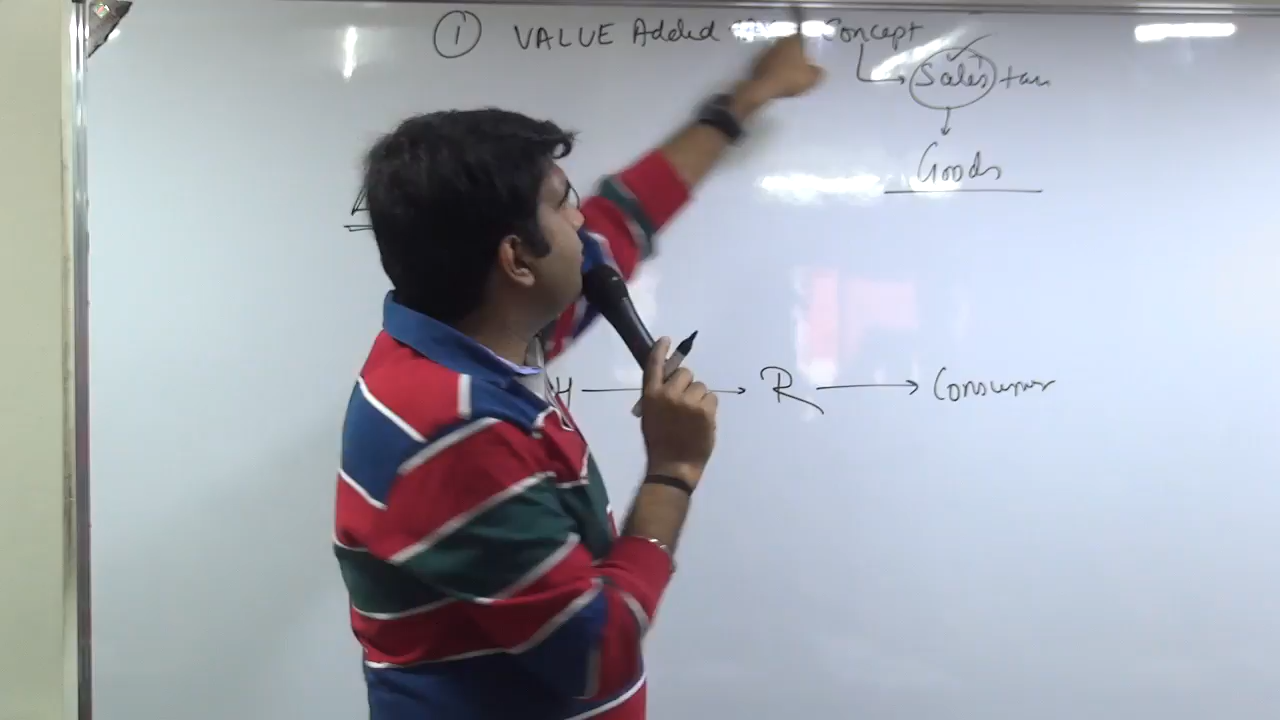 ① VALUE Added Concept
Sales tax
Goods
H → R → Consumer